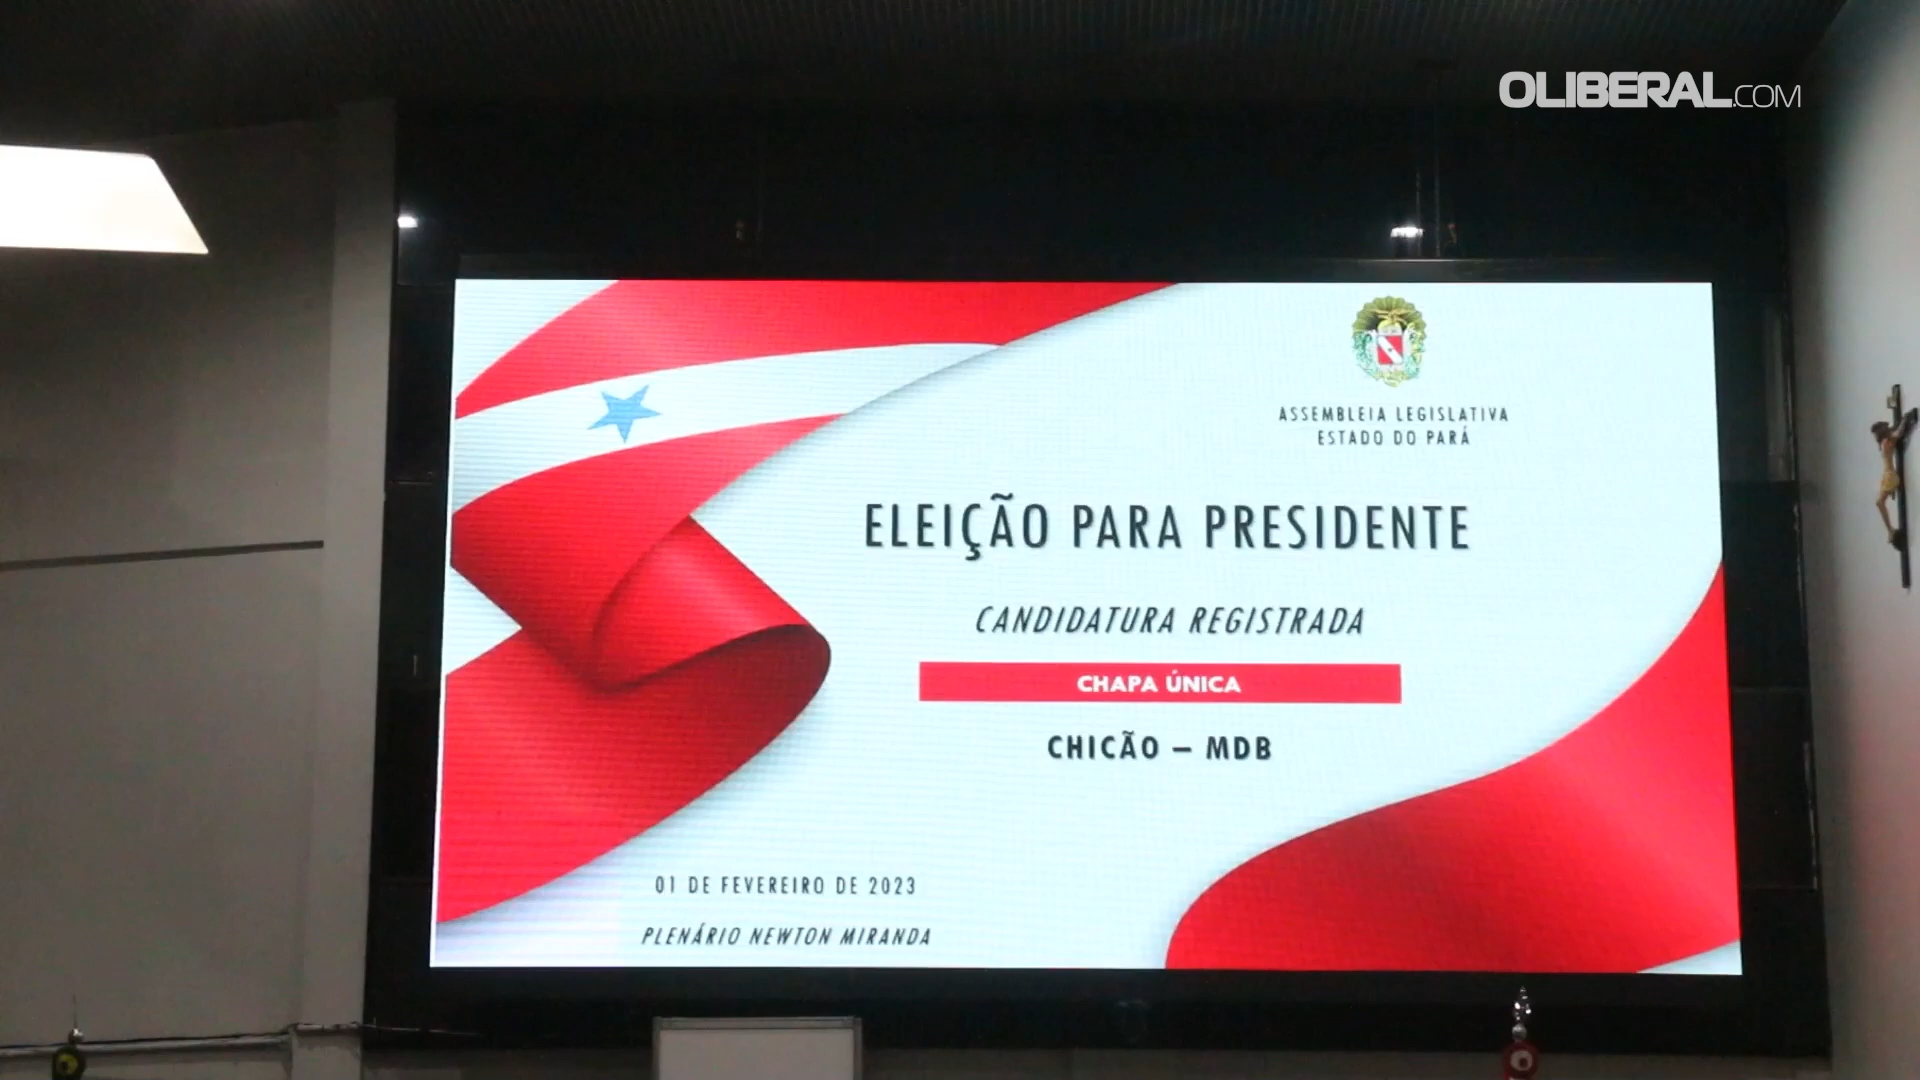 OLIBERAL.COM
ASSEMBLEIA LEGISLATIVA
ESTADO DO PARÁ
ELEIÇÃO PARA PRESIDENTE
CANDIDATURA REGISTRADA
CHAPA ÚNICA
CHICÃO – MDB
01 DE FEVEREIRO DE 2023
PLENÁRIO NEWTON MIRANDA